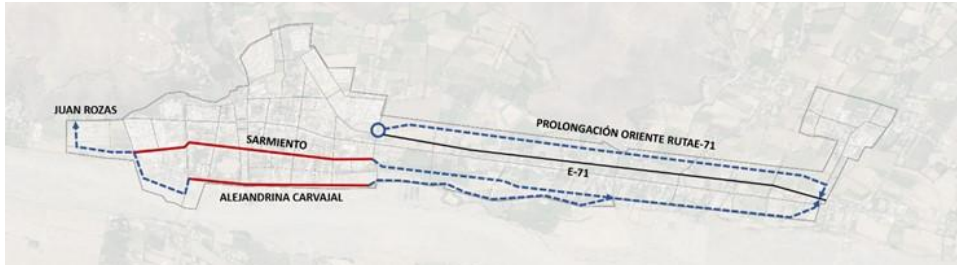 JUAN ROZAS
SARMIENTO
PROLONGACIÓN ORIENTE RUTAE-71
E-71
ALEJANDRINA CARVAJAL